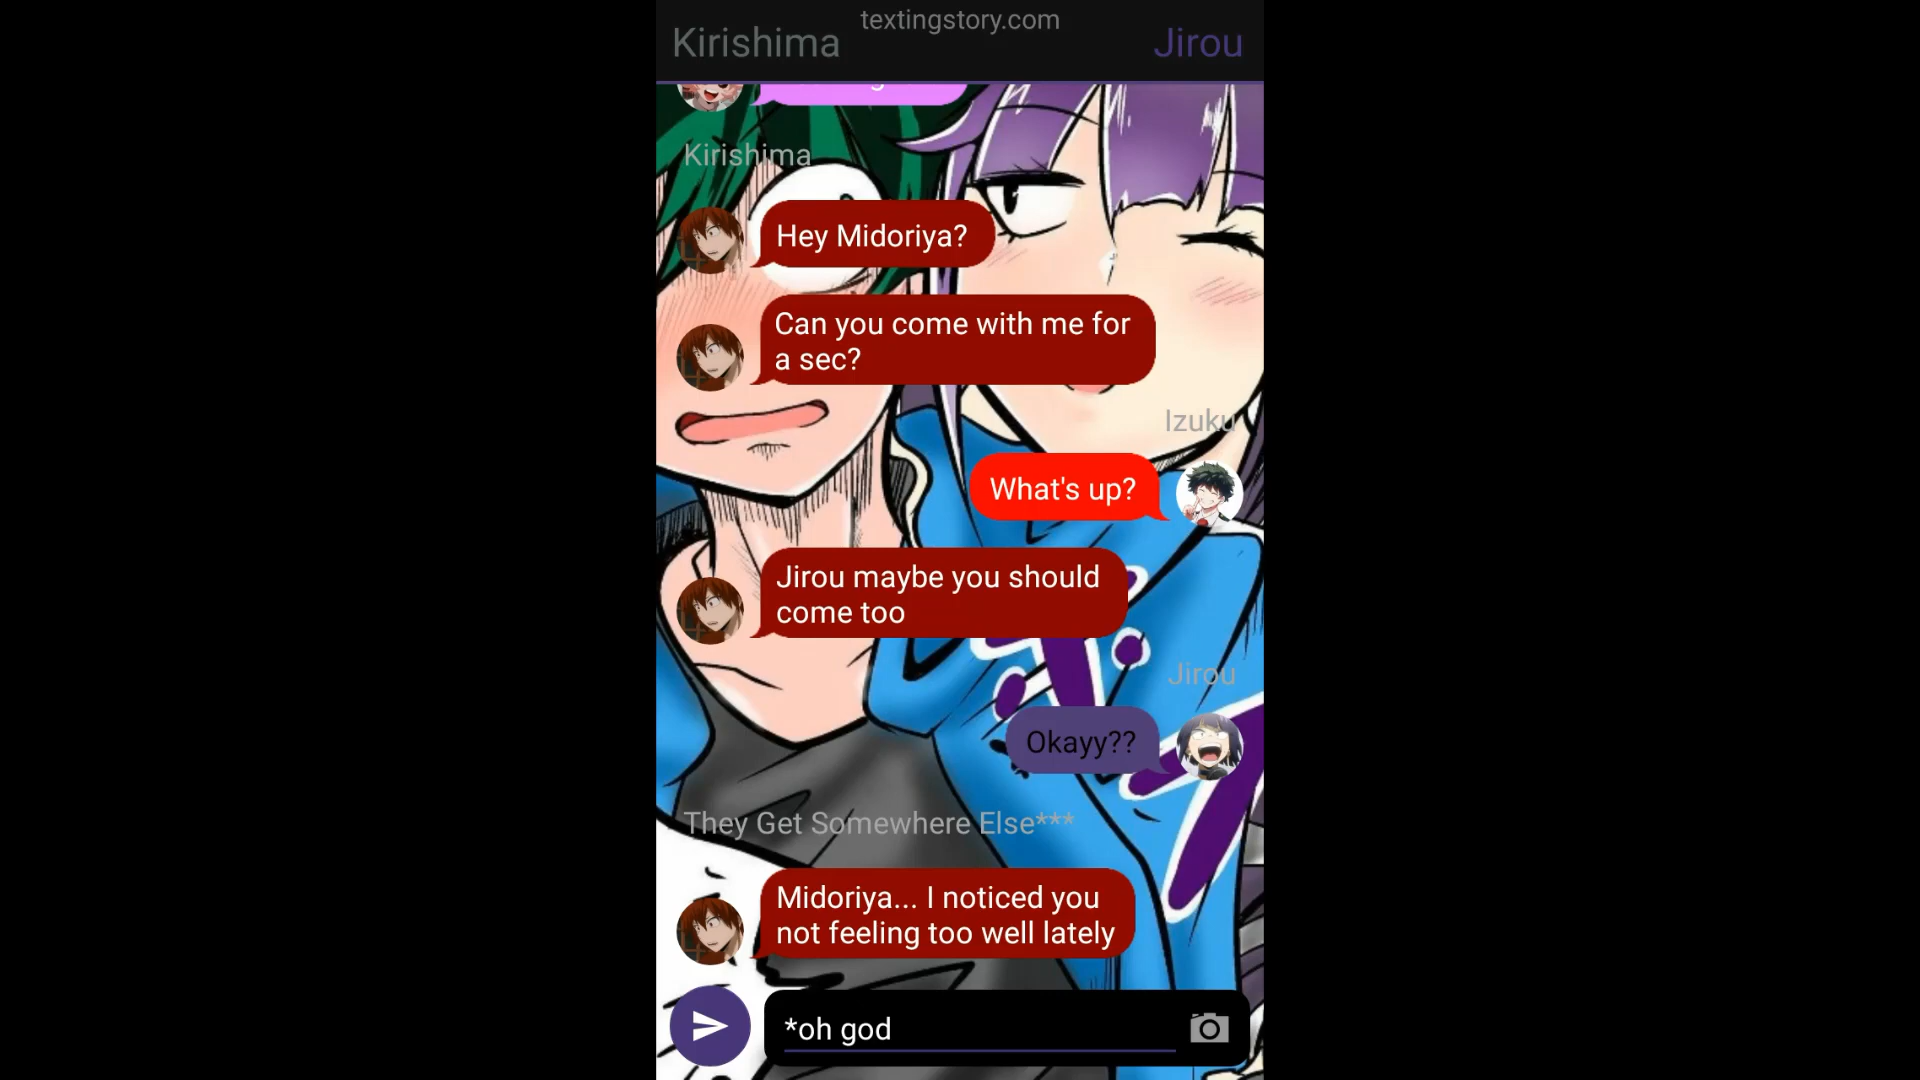 textingstory.com
Kirishima
Jirou
Kirishima
Hey Midoriya?
Can you come with me for
a sec?
Izuku
What's up?
Jirou maybe you should
come too
Jirou
Okayy??
They Get Somewhere Else***
Midoriya... I noticed you
not feeling too well lately
*oh god